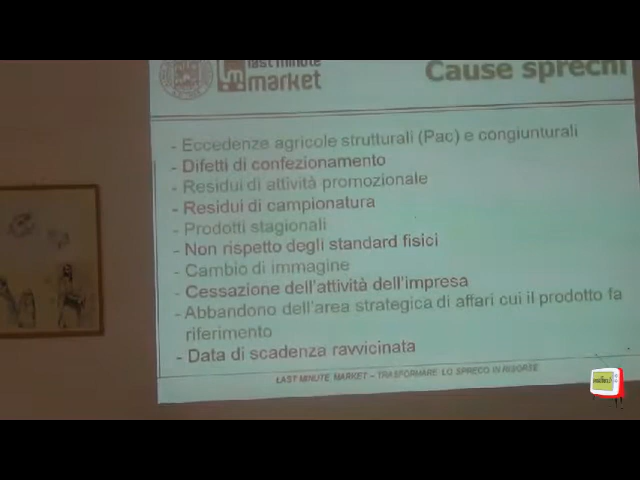 last minute
market
Cause sprechi
- Eccedenze agricole strutturali (Pac) e congiunturali
- Difetti di confezionamento
- Residui di attività promozionale
- Residui di campionatura
- Prodotti stagionali
- Non rispetto degli standard fisici
- Cambio di immagine
- Cessazione dell'attività dell'impresa
- Abbandono dell'area strategica di affari cui il prodotto fa
riferimento
- Data di scadenza ravvicinata
LAST MINUTE MARKET – TRASFORMARE LO SPRECO IN RISORSE